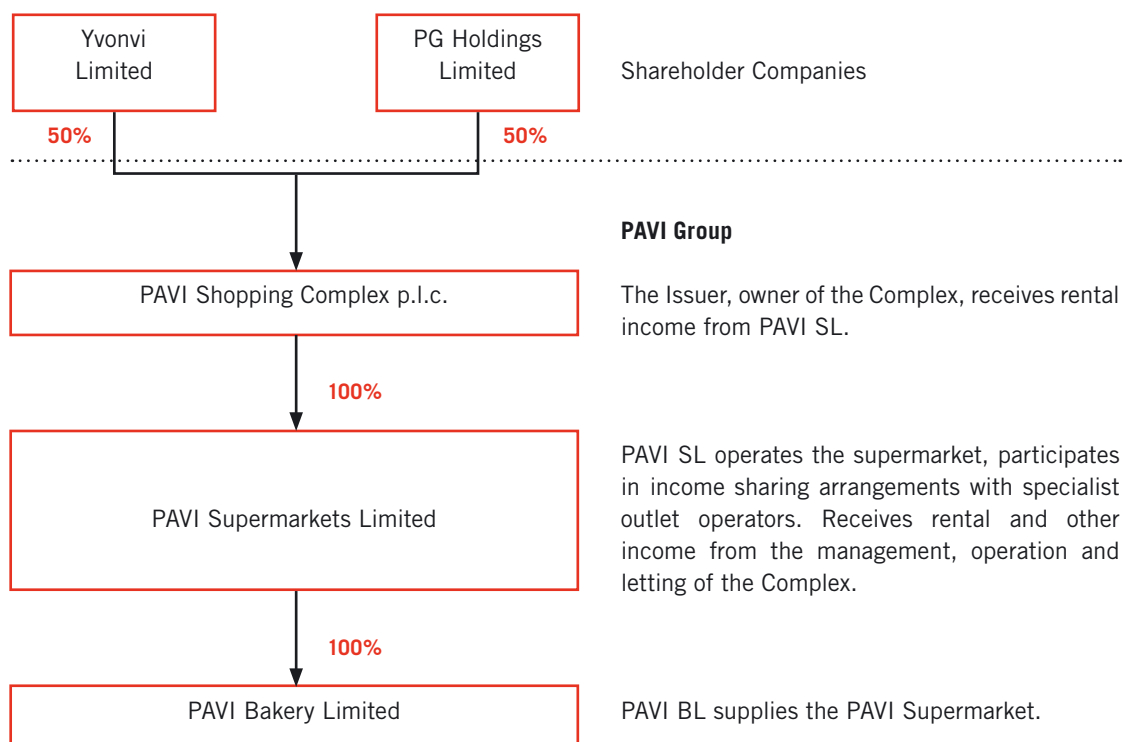 Yvonvi
Limited
PG Holdings
Limited
Shareholder Companies
50%
50%
PAVI Group
PAVI Shopping Complex p.l.c.
The Issuer, owner of the Complex, receives rental
income from PAVI SL.
100%
PAVI Supermarkets Limited
PAVI SL operates the supermarket, participates
in income sharing arrangements with specialist
outlet operators. Receives rental and other
income from the management, operation and
letting of the Complex.
100%
PAVI Bakery Limited
PAVI BL supplies the PAVI Supermarket.